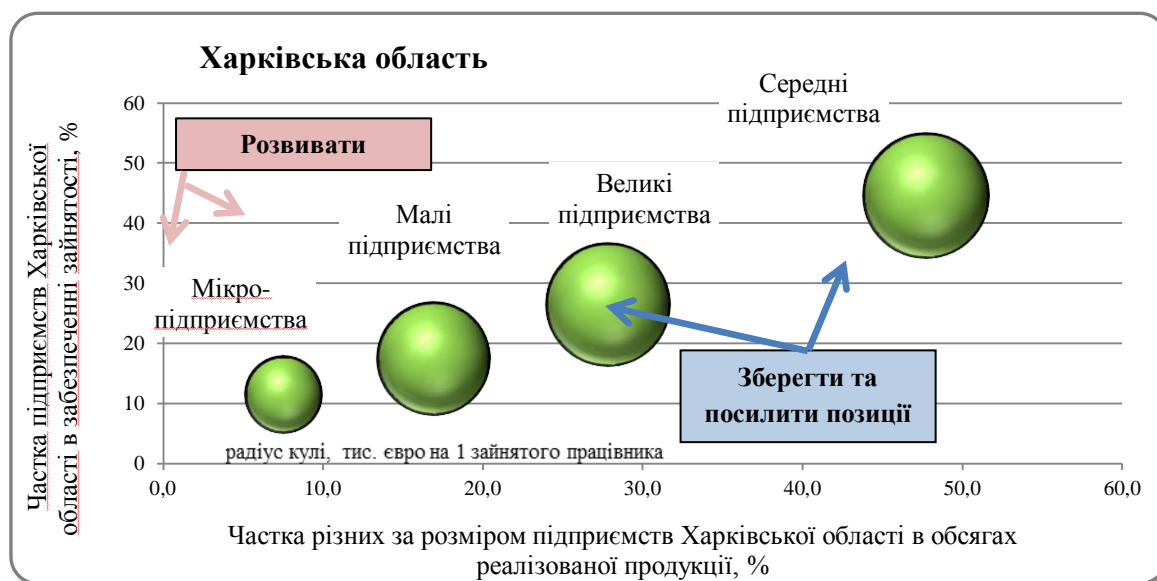 Харківська область
Середні
підприємства
Розвивати
Великі
підприємства
Малі
підприємства
Мікро-
підприємства
Зберегти та
посилити позиції
радіус кулі, тис. євро на 1 зайнятого працівника
Частка підприємств Харківської
області в забезпеченні зайнятості, %
60
50
40
30
20
10
0
0,0
10,0
20,0
30,0
40,0
50,0
60,0
Частка різних за розміром підприємств Харківської області в обсягах
реалізованої продукції, %